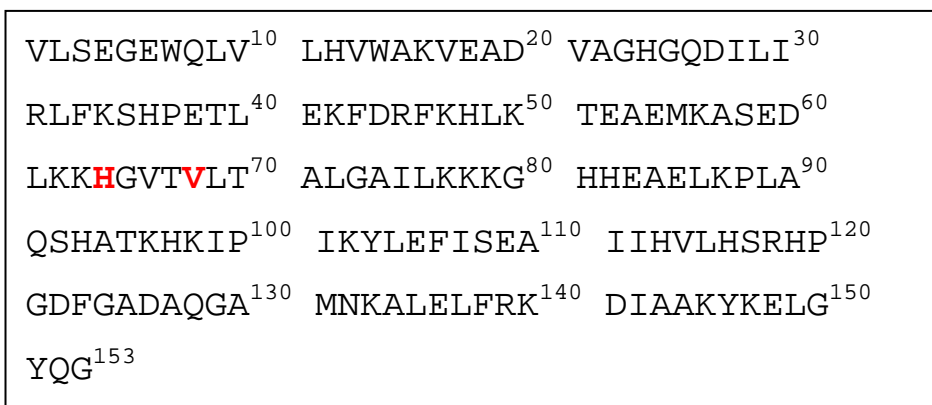 VLSEGEWQLV10 LHVWAKVEAD20 VAGHGQDILI30
RLFKSHPETL40 EKFDRFKHLK50 TEAEMKASED60
LKKHGVTVLT70 ALGAILKKKG80 HHEAELKPLA90
QSHATKHKIP100 IKYLEFISEA110 IIHVLHSRHP120
GDFGADAQGA130 MNKALELFRK140 DIAAKYKELG150
YQG153